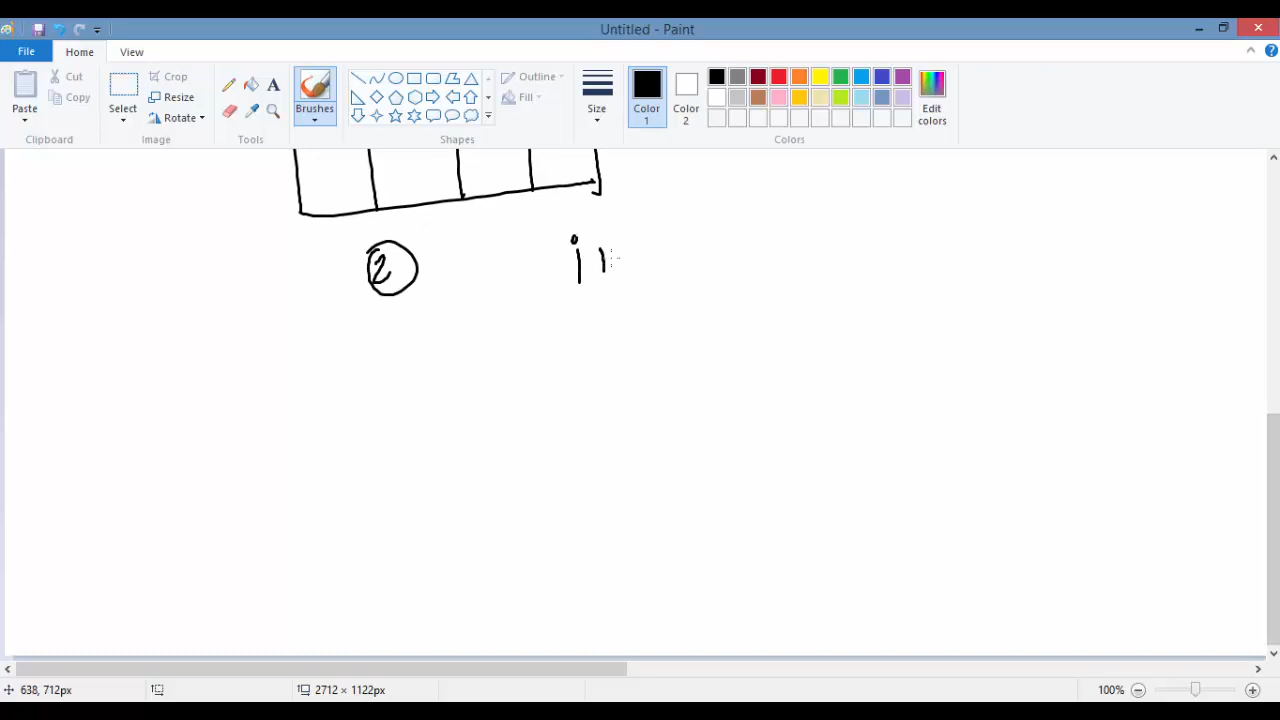 Untitled - Paint
File Home View
Paste
Cut
Copy
Clipboard
Select
Crop
Resize
Rotate
Image
A
Tools
Brushes
Outline
Fill
Shapes
Size
Color 1
Color 2
Edit colors
Colors
2
638, 712px
2712 × 1122px
100%